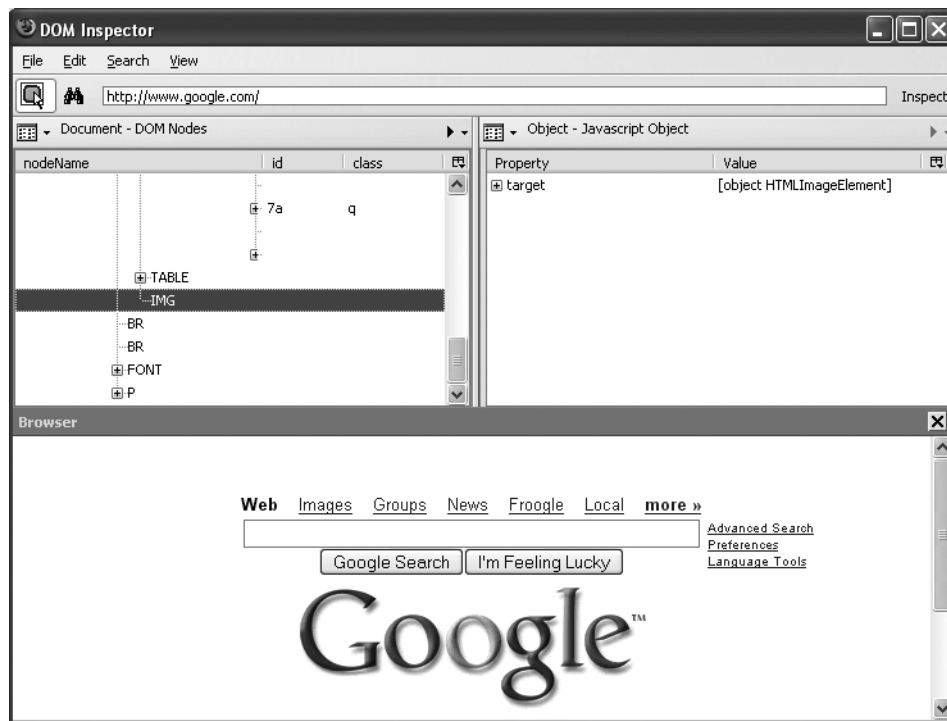 DOM Inspector
File Edit Search View
http://www.google.com/ Inspect
Document - DOM Nodes
nodeName id class
7a q
TABLE
IMG
BR
BR
FONT
P
Object - Javascript Object
Property Value
target [object HTMLImageElement]
Browser
Web Images Groups News Froogle Local more »
Advanced Search
Preferences
Language Tools
Google Search I'm Feeling Lucky
Google™